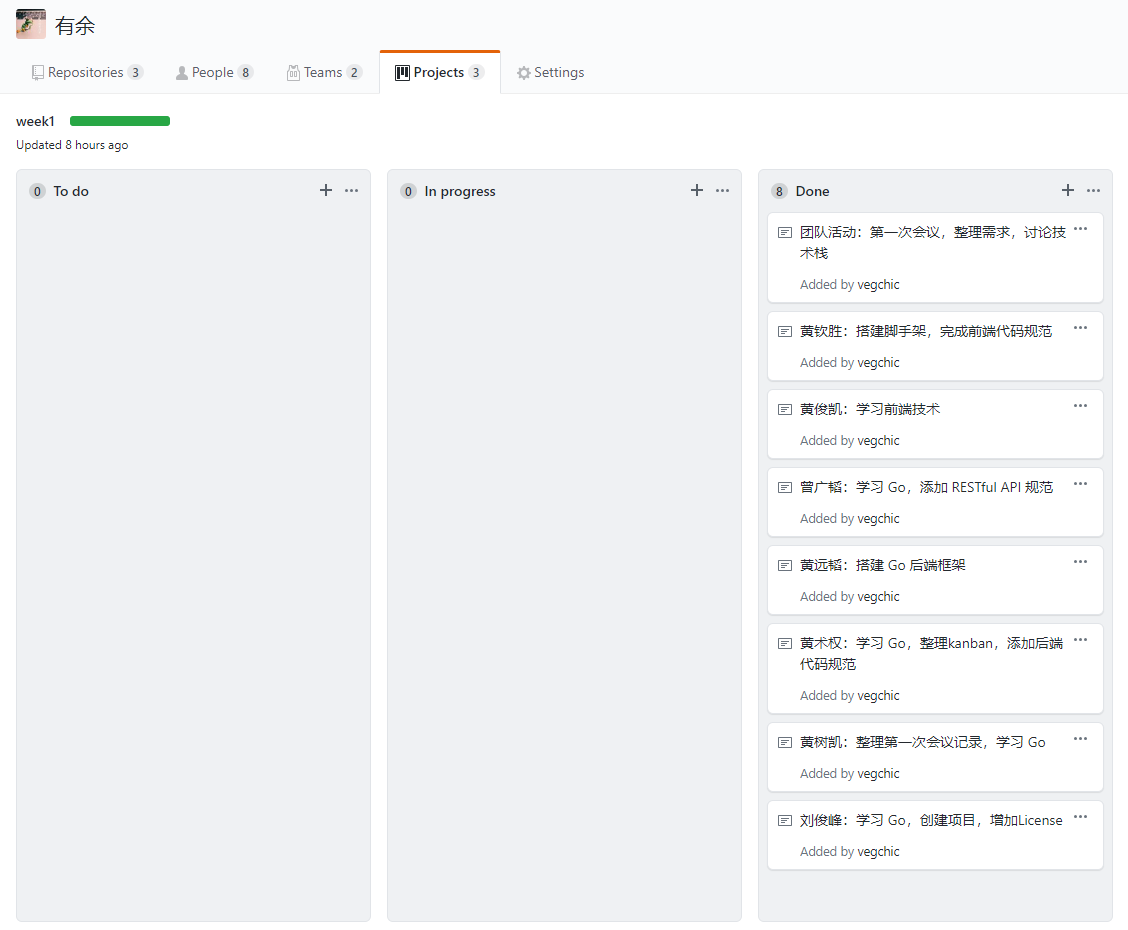 有余
Repositories 3 People 8 Teams 2 Projects 3 Settings
week1
Updated 8 hours ago
0 To do
0 In progress
8 Done
团队活动：第一次会议，整理需求，讨论技
术栈
Added by vegchic
黄钦胜：搭建脚手架，完成前端代码规范
Added by vegchic
黄俊凯：学习前端技术
Added by vegchic
曾广韬：学习 Go，添加 RESTful API 规范
Added by vegchic
黄远韬：搭建 Go 后端框架
Added by vegchic
黄术权：学习 Go，整理kanban，添加后端
代码规范
Added by vegchic
黄树凯：整理第一次会议记录，学习 Go
Added by vegchic
刘俊峰：学习 Go，创建项目，增加License
Added by vegchic